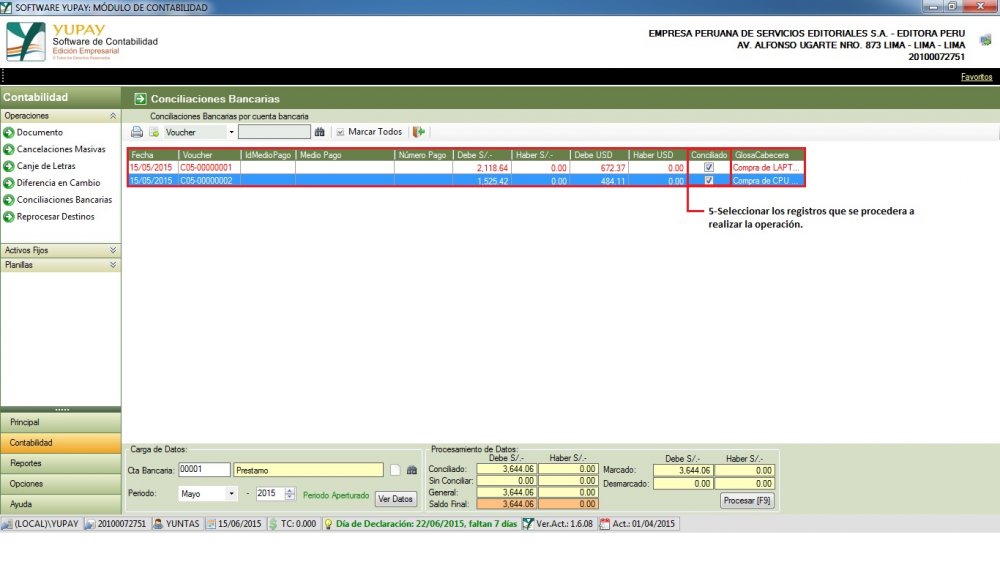 SOFTWARE YUPAY: MÓDULO DE CONTABILIDAD
YUPAY
Software de Contabilidad
Edición Empresarial
EMPRESA PERUANA DE SERVICIOS EDITORIALES S.A. - EDITORA PERU
AV. ALFONSO UGARTE NRO. 873 LIMA - LIMA - LIMA
20100072751
Favoritos
Contabilidad
Operaciones
Documento
Cancelaciones Masivas
Canje de Letras
Diferencia en Cambio
Conciliaciones Bancarias
Reprocesar Destinos
Activos Fijos
Planillas
Principal
Contabilidad
Reportes
Opciones
Ayuda
Conciliaciones Bancarias
Conciliaciones Bancarias por cuenta bancaria
Voucher Marcar Todos
Fecha Voucher IdMedioPago Medio Pago Número Pago Debe S/.- Haber S/.- Debe USD Haber USD Conciliado GlosaCabecera
15/05/2015 C05-00000001 2,118.64 0.00 672.37 0.00 Compra de LAPT...
15/05/2015 C05-00000002 1,525.42 0.00 484.11 0.00 Compra de CPU ...
5-Seleccionar los registros que se procedera a
realizar la operación.
Carga de Datos:
Cta Bancaria: 00001 Prestamo
Periodo: Mayo - 2015 Periodo Aperturado Ver Datos
Procesamiento de Datos:
Debe S/.- Haber S/.-
Conciliado: 3,644.06 0.00
Sin Conciliar: 0.00 0.00
General: 3,644.06 0.00
Saldo Final: 3,644.06 0.00
Debe S/.- Haber S/.-
Marcado: 3,644.06 0.00
Desmarcado: 0.00 0.00
Procesar [F9]
(LOCAL)\YUPAY 20100072751 YUNTAS 15/06/2015 TC: 0.000 Día de Declaración: 22/06/2015, faltan 7 días Ver.Act.: 1.6.08 Act.: 01/04/2015